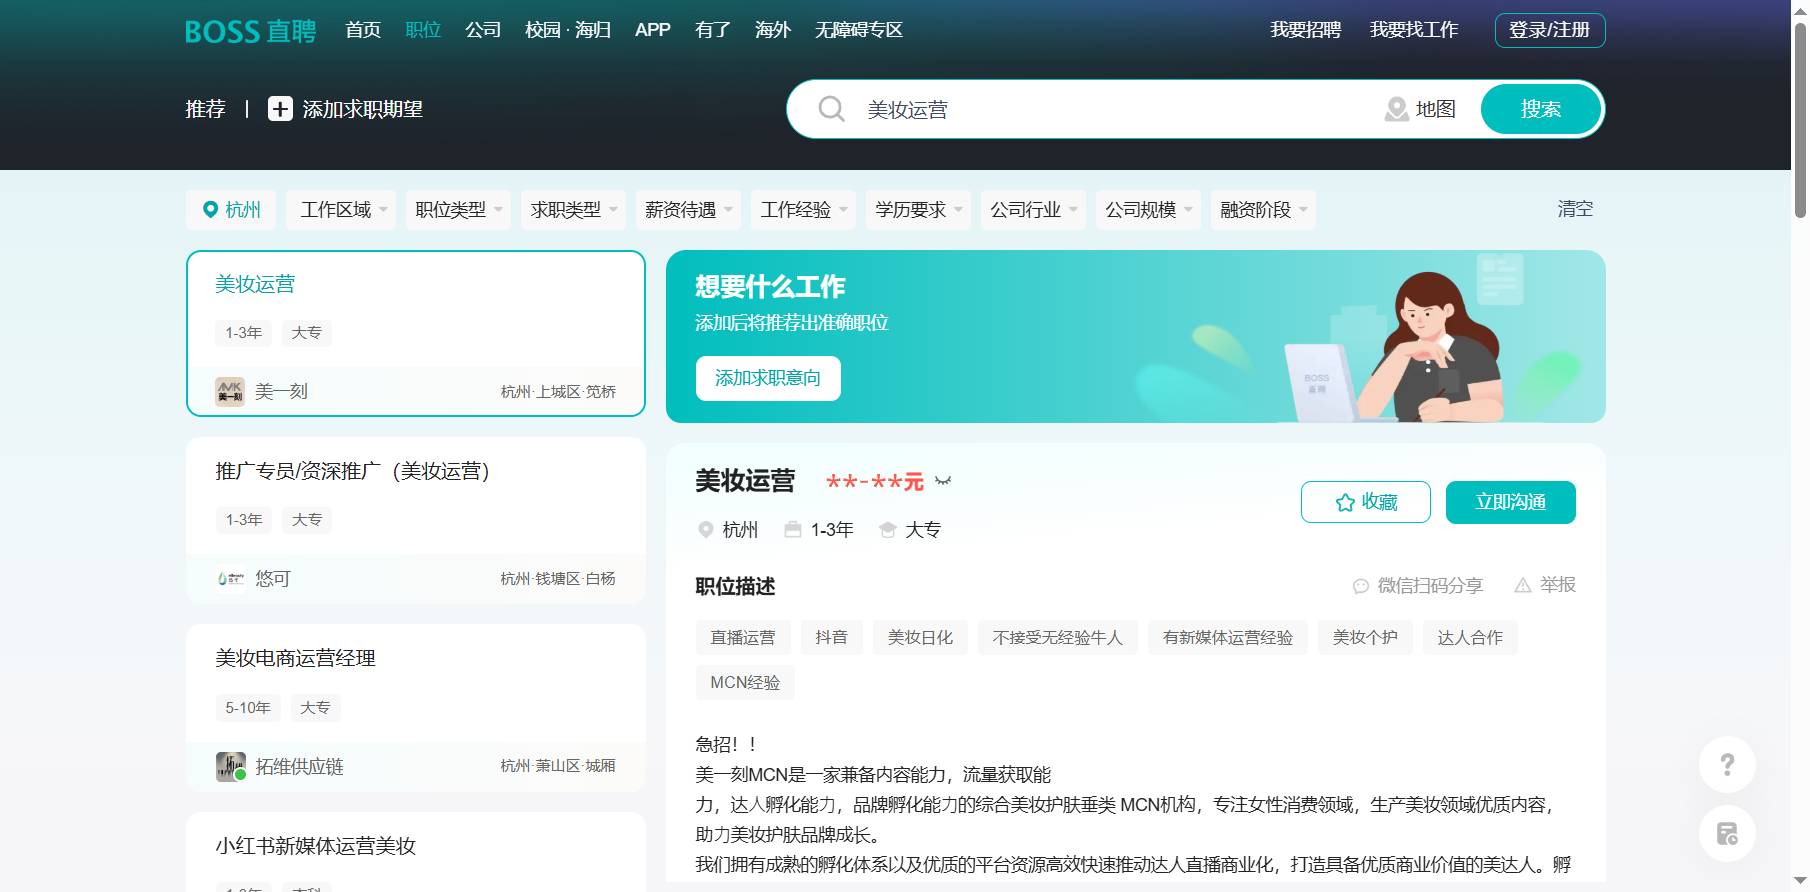 BOSS 直聘 首页 职位 公司 校园 · 海归 APP 有了 海外 无障碍专区 我要招聘 我要找工作 登录/注册
推荐 添加求职期望 美妆运营 地图 搜索
杭州 工作区域 职位类型 求职类型 薪资待遇 工作经验 学历要求 公司行业 公司规模 融资阶段 清空
美妆运营
1-3年 大专
美一刻 杭州·上城区·笕桥
推广专员/资深推广（美妆运营）
1-3年 大专
悠可 杭州·钱塘区·白杨
美妆电商运营经理
5-10年 大专
拓维供应链 杭州·萧山区·城厢
小红书新媒体运营美妆
想要什么工作
添加后将推荐出准确职位
添加求职意向
BOSS
直聘
美妆运营 **-**元 收藏 立即沟通
杭州 1-3年 大专
职位描述 微信扫码分享 举报
直播运营 抖音 美妆日化 不接受无经验牛人 有新媒体运营经验 美妆个护 达人合作
MCN经验
急招！！
美一刻MCN是一家兼备内容能力，流量获取能
力，达人孵化能力，品牌孵化能力的综合美妆护肤垂类 MCN机构，专注女性消费领域，生产美妆领域优质内容，
助力美妆护肤品牌成长。
我们拥有成熟的孵化体系以及优质的平台资源高效快速推动达人直播商业化，打造具备优质商业价值的美达人。孵